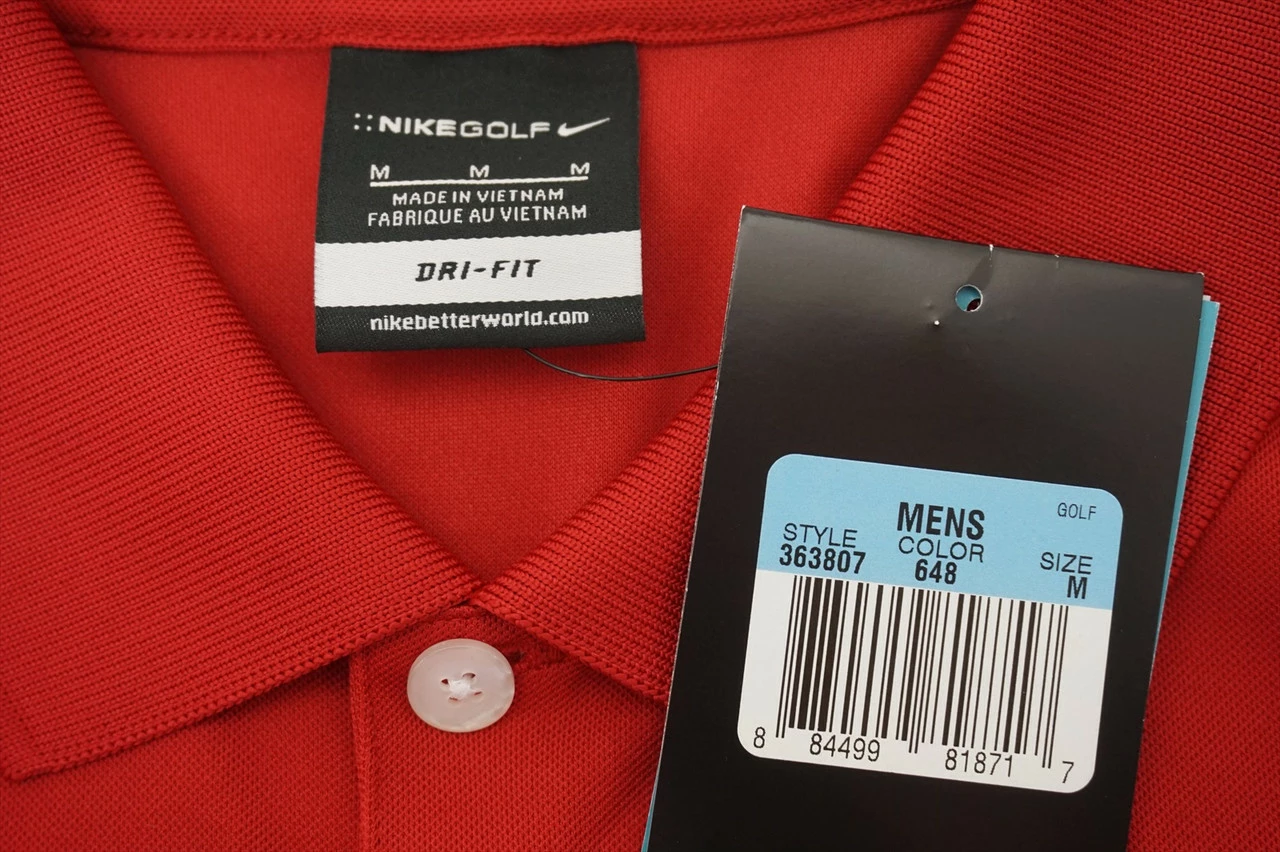 NIKEGOLF
M M M
MADE IN VIETNAM
FABRIQUE AU VIETNAM
DRI-FIT
nikebetterworld.com
GOLF
MENS
STYLE COLOR SIZE
363807 648 M
8 84499 81871 7